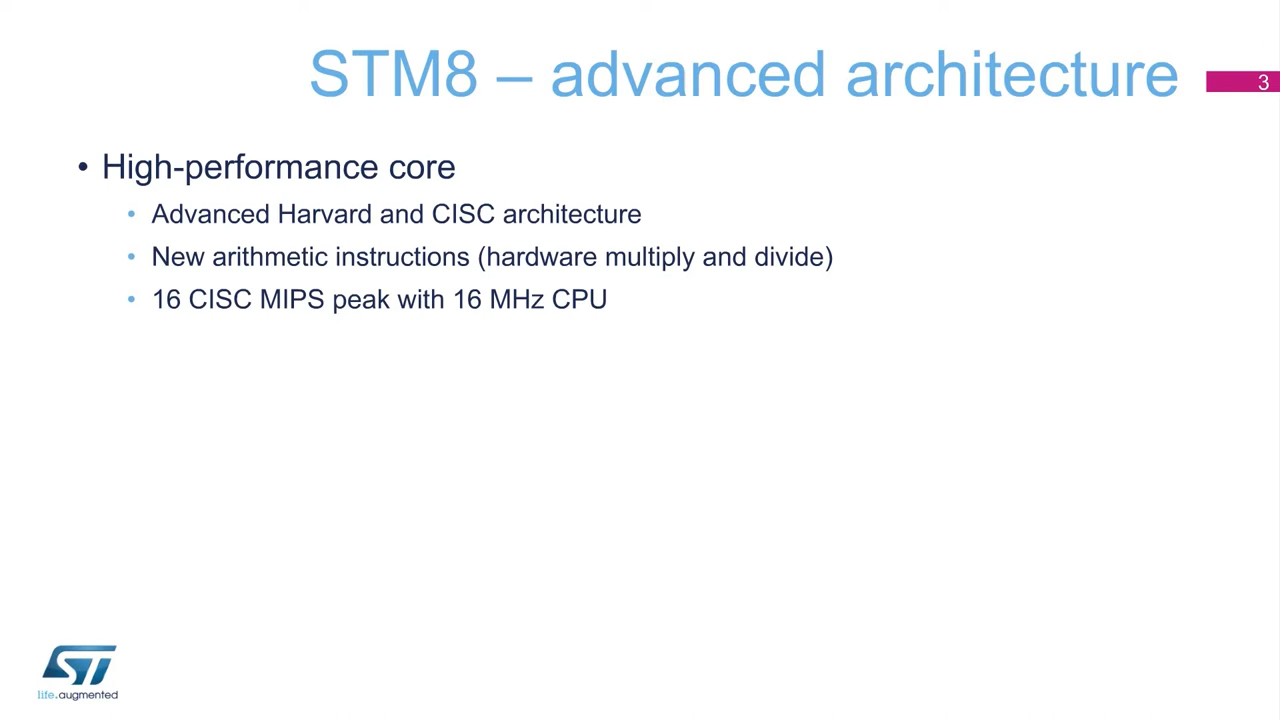 STM8 – advanced architecture
3
• High-performance core
• Advanced Harvard and CISC architecture
• New arithmetic instructions (hardware multiply and divide)
• 16 CISC MIPS peak with 16 MHz CPU
ST
life.augmented